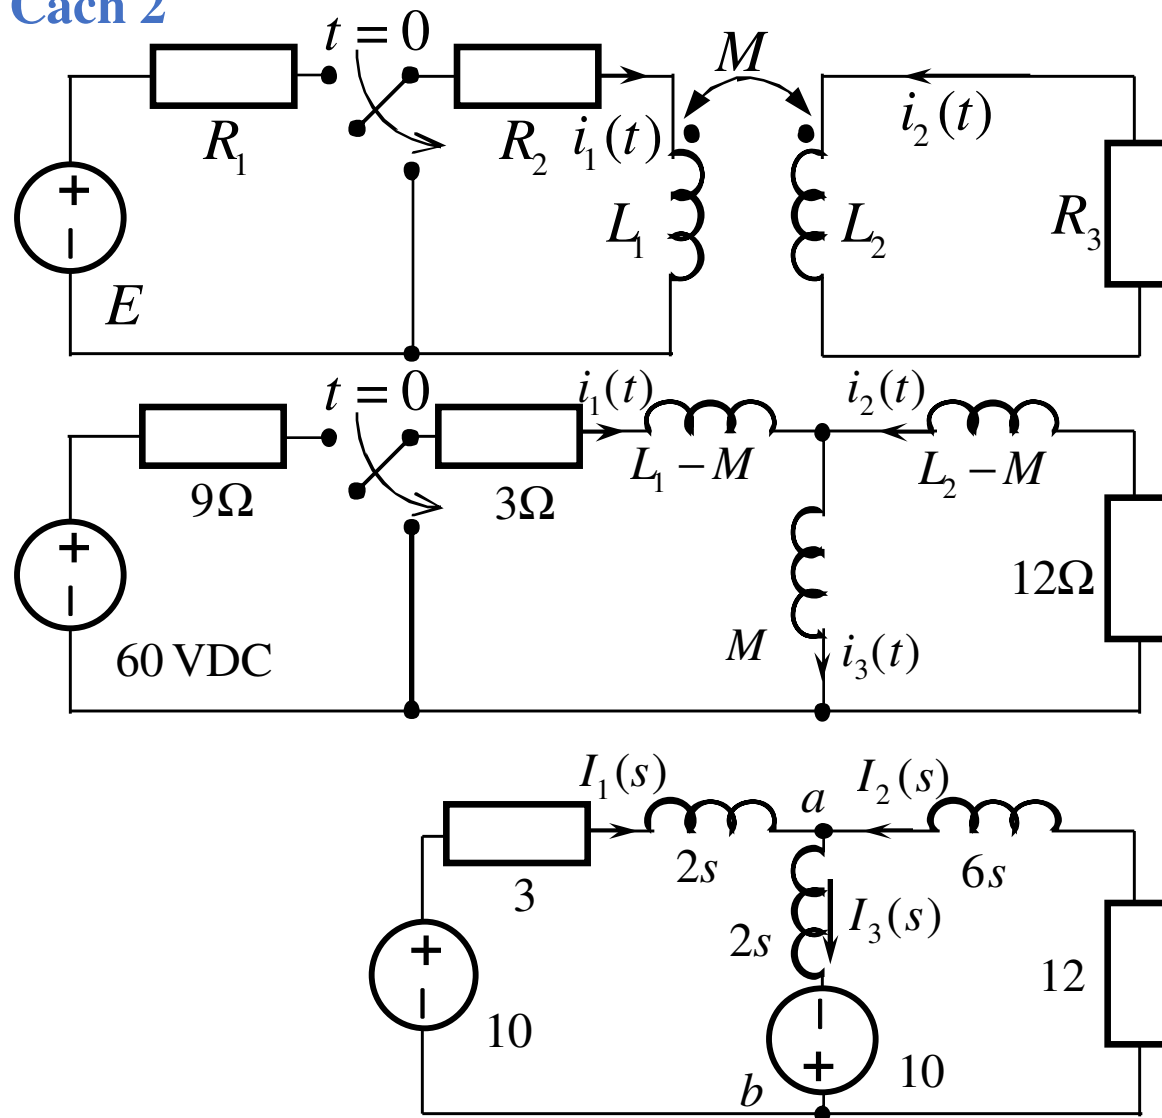 Cách 2
t = 0
M
R₁
R₂
i₁(t)
i₂(t)
L₁
L₂
R₃
E
t = 0
i₁(t)
i₂(t)
9Ω
3Ω
L₁ − M
L₂ − M
12Ω
60 VDC
M
i₃(t)
I₁(s)
a
I₂(s)
3
2s
6s
2s
I₃(s)
12
10
10
b